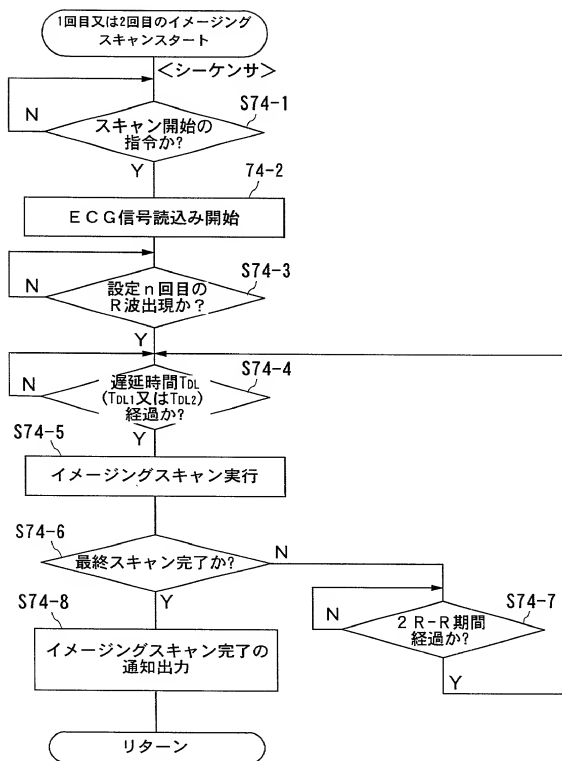 1回目又は2回目のイメージング
スキャンスタート
<シーケンサ>
S74-1
N
スキャン開始の
指令か?
Y
74-2
ECG信号読込み開始
S74-3
N
設定n回目の
R波出現か?
Y
S74-4
N
遅延時間TDL
(TDL1又はTDL2)
経過か?
Y
S74-5
イメージングスキャン実行
S74-6
最終スキャン完了か?
N
Y
S74-7
N
2R-R期間
経過か?
Y
S74-8
イメージングスキャン完了の
通知出力
リターン